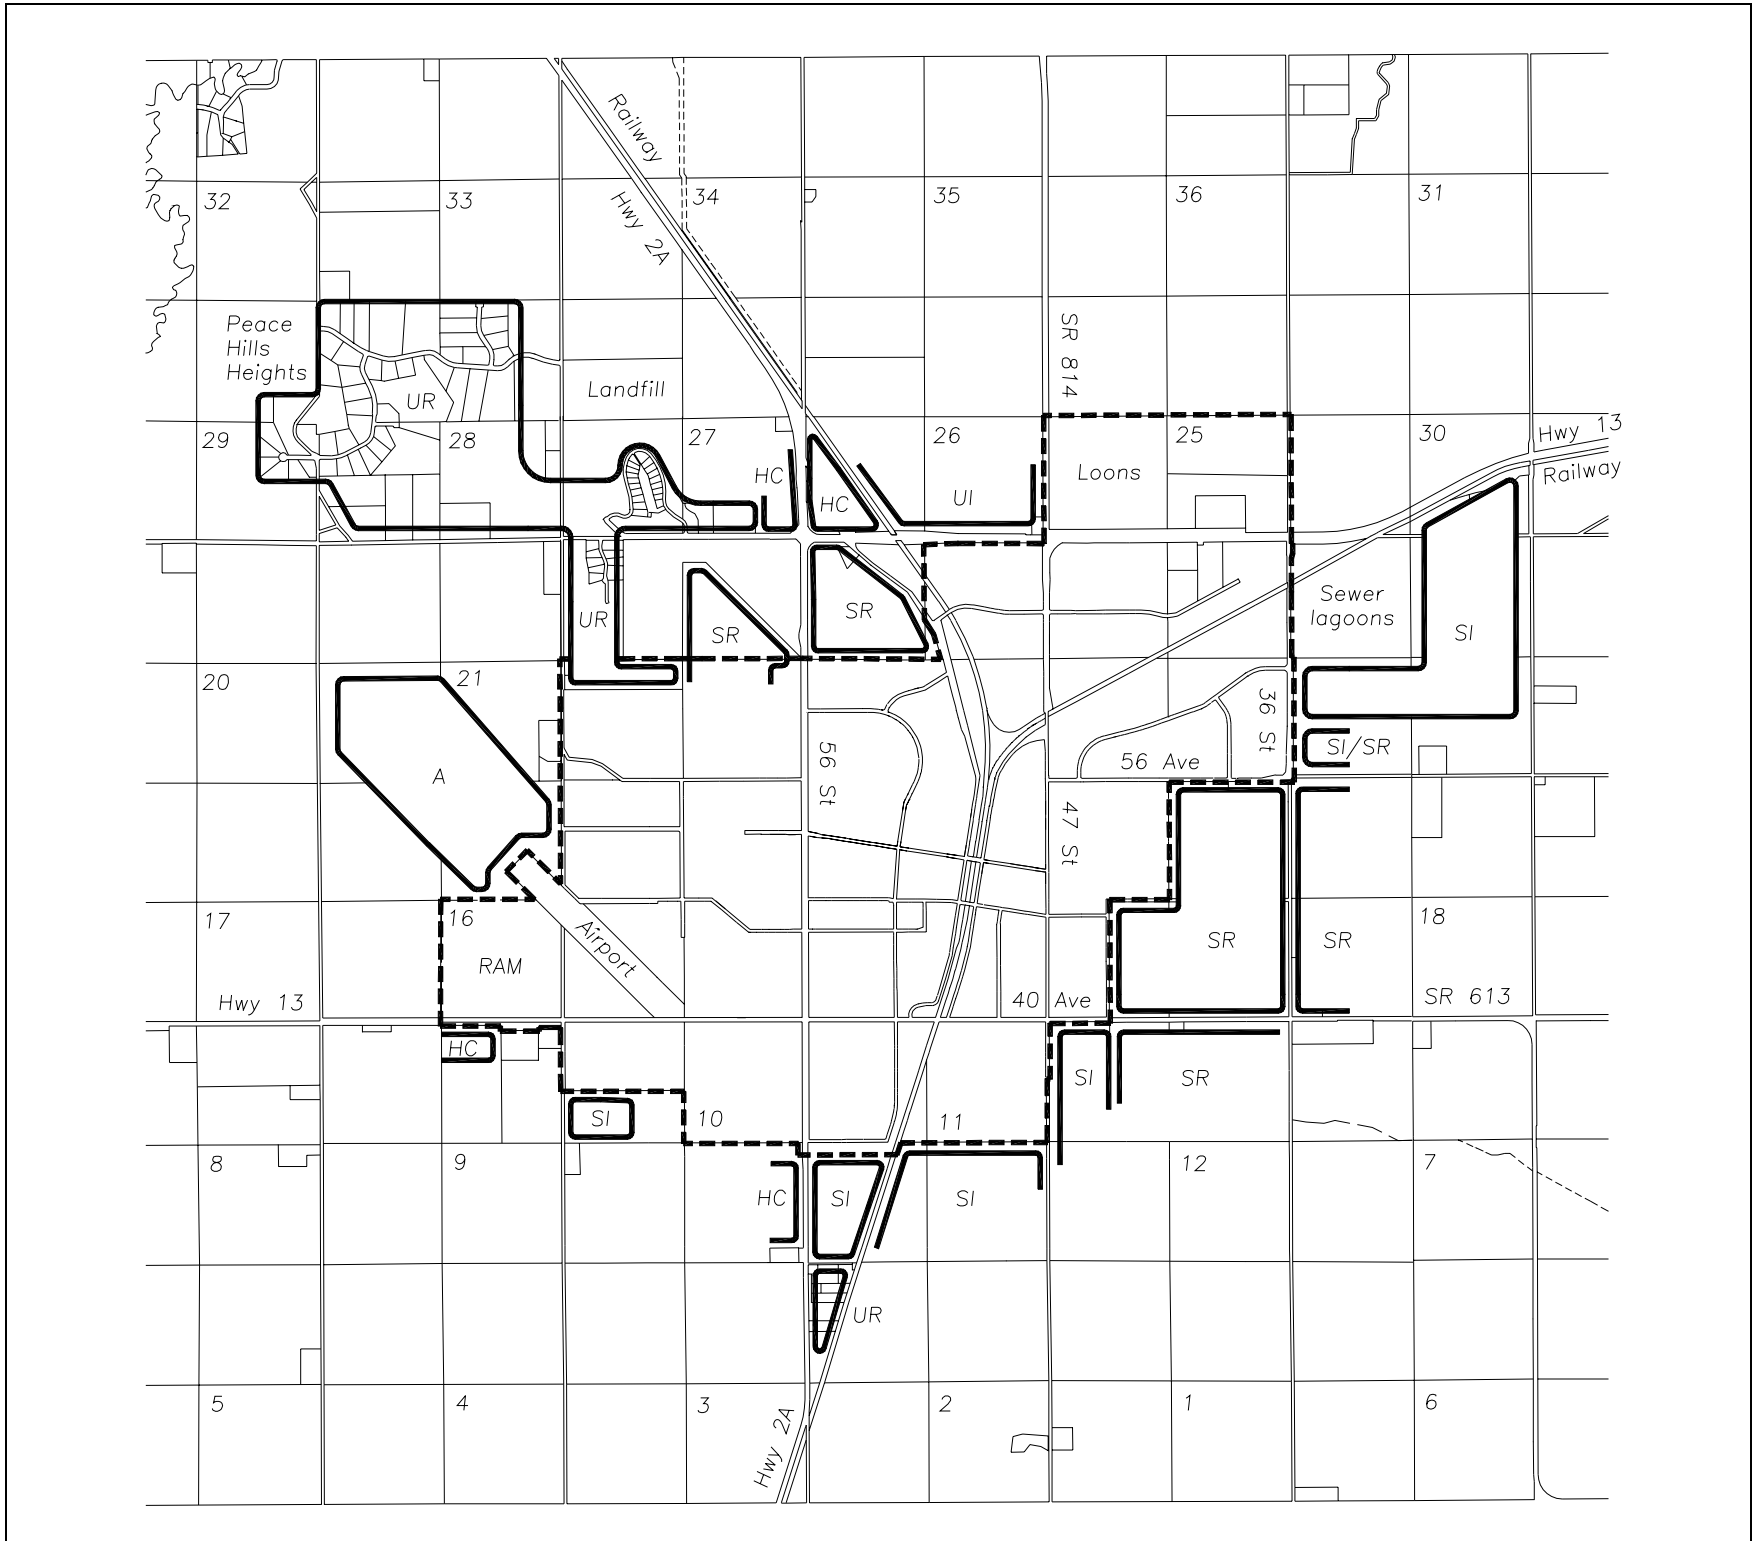 Railway
32
33
34
35
36
31
Hwy 2A
Peace
Hills
Heights
SR 814
UR
Landfill
29
28
27
26
25
30
Hwy 13
Railway
HC
HC
UI
Loons
UR
SR
SR
Sewer
lagoons
SI
20
21
36 St
A
56 St
56 Ave
SI/SR
47 St
17
16
Airport
18
RAM
SR
SR
Hwy 13
40 Ave
SR 613
HC
SI
SR
SI
10
11
8
9
12
7
HC
SI
SI
UR
5
4
3
2
1
6
Hwy 2A